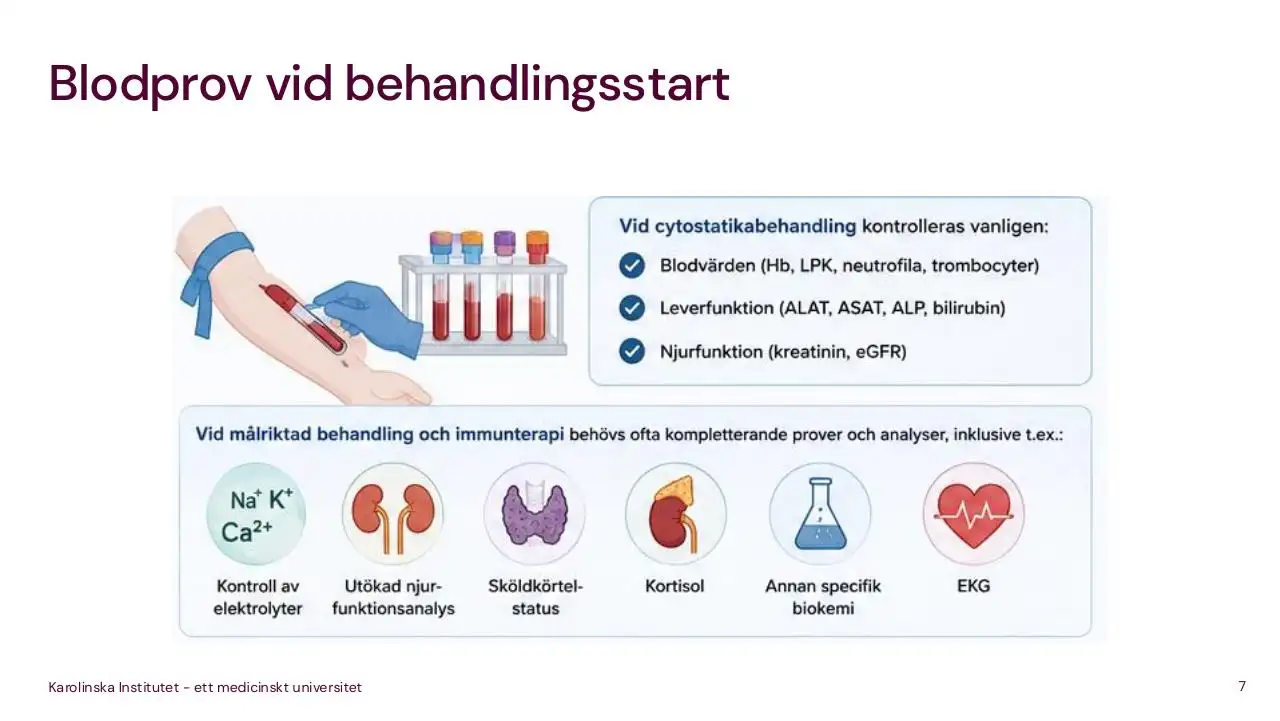 Blodprov vid behandlingsstart
Vid cytostatikabehandling kontrolleras vanligen:
Blodvärden (Hb, LPK, neutrofila, trombocyter)
Leverfunktion (ALAT, ASAT, ALP, bilirubin)
Njurfunktion (kreatinin, eGFR)
Vid målriktad behandling och immunterapi behövs ofta kompletterande prover och analyser, inklusive t.ex.:
Na⁺ K⁺
Ca²⁺
Kontroll av
elektrolyter
Utökad njur-
funktionsanalys
Sköldkörtel-
status
Kortisol
Annan specifik
biokemi
EKG
Karolinska Institutet - ett medicinskt universitet
7